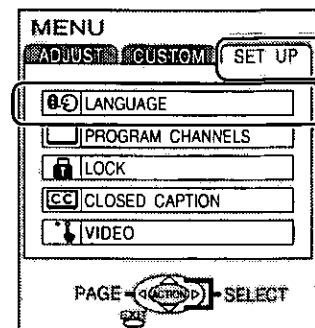 MENU
ADJUST CUSTOM SET UP
LANGUAGE
PROGRAM CHANNELS
LOCK
CC CLOSED CAPTION
VIDEO
PAGE ACTION SELECT
EXIT